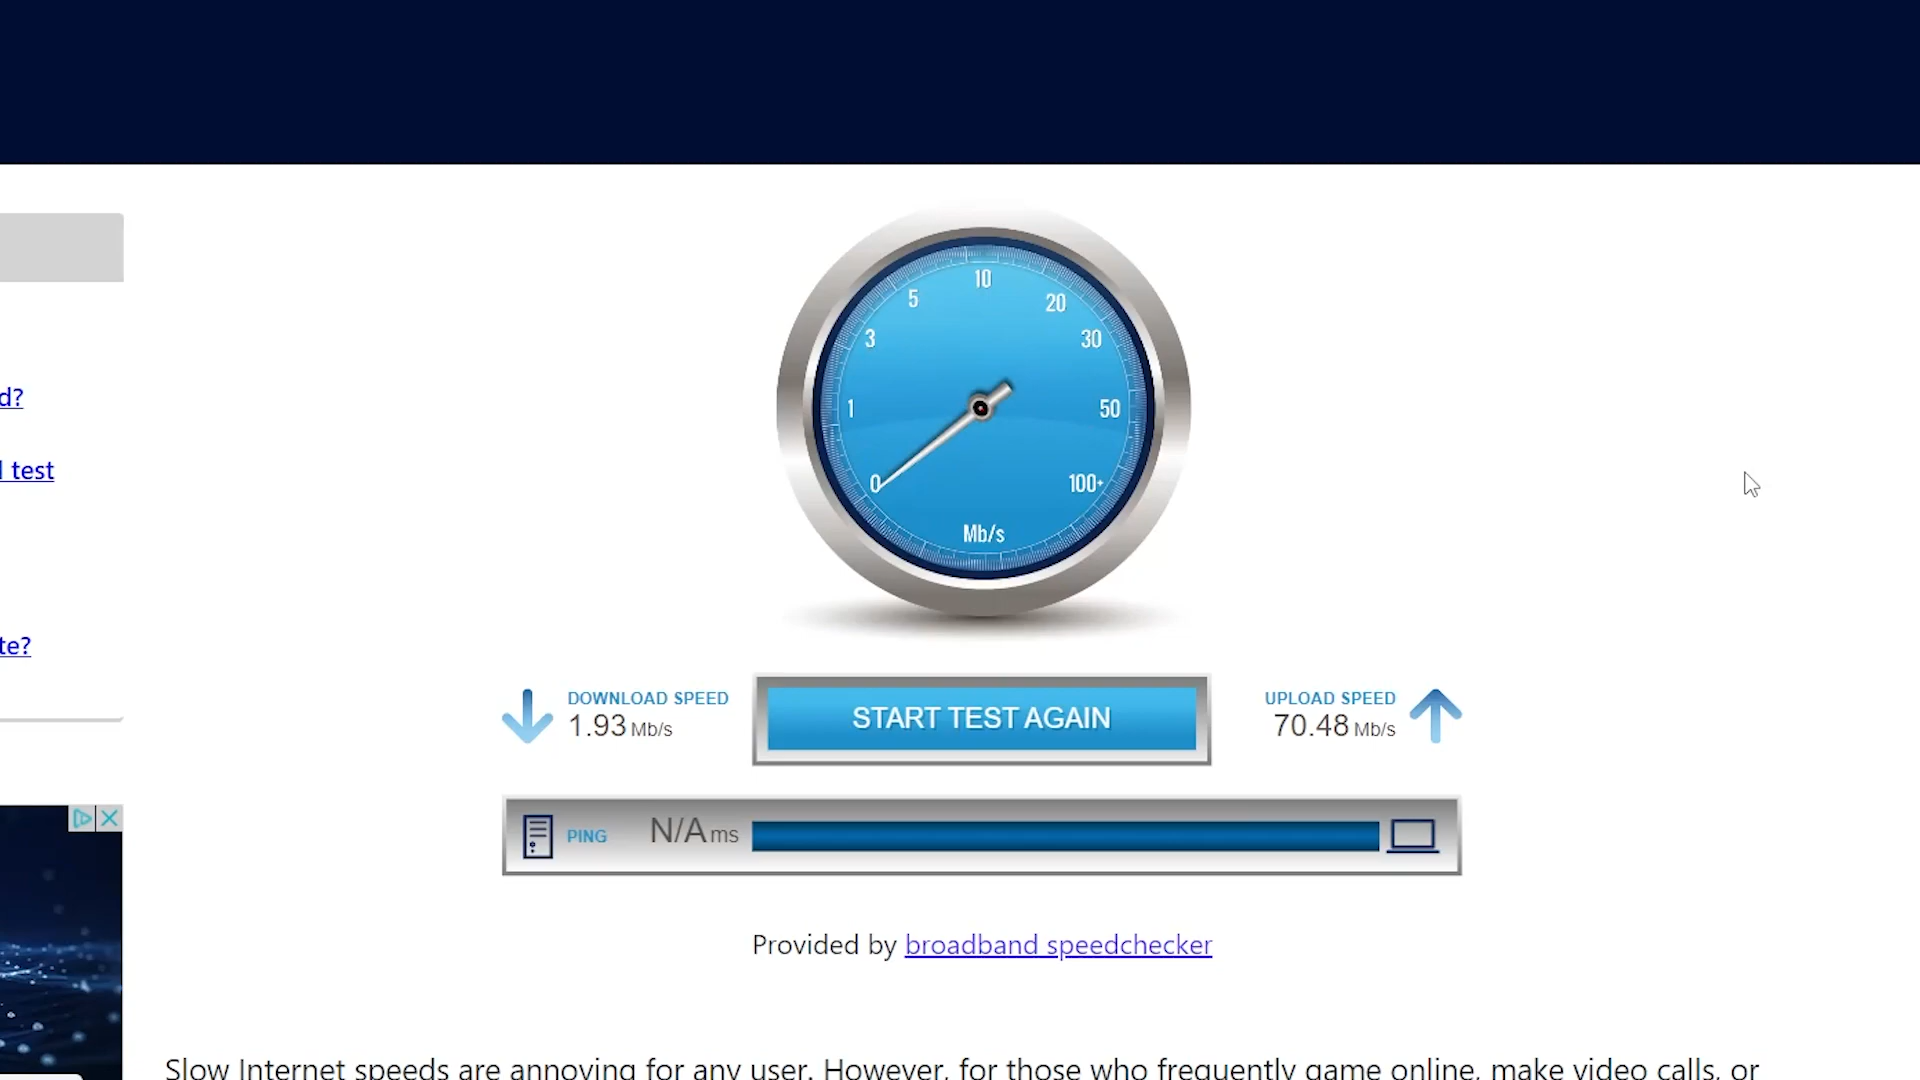 10
5
20
3
30
1
50
0
100+
Mb/s
d?
l test
te?
DOWNLOAD SPEED
1.93 Mb/s
START TEST AGAIN
UPLOAD SPEED
70.48 Mb/s
PING N/A ms
Provided by broadband speedchecker
Slow Internet speeds are annoying for any user. However, for those who frequently game online, make video calls, or